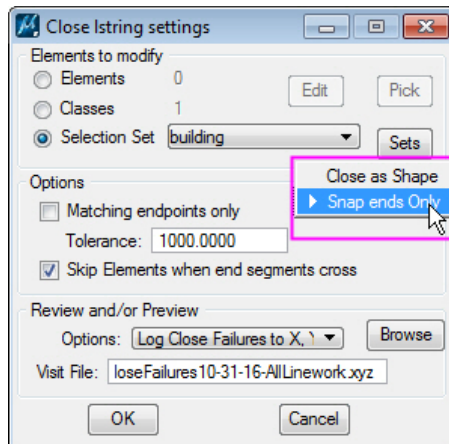 Close lstring settings
Elements to modify
Elements 0 Edit Pick
Classes 1
Selection Set building Sets
Close as Shape
Options Snap ends Only
Matching endpoints only
Tolerance: 1000.0000
Skip Elements when end segments cross
Review and/or Preview
Options: Log Close Failures to X, Browse
Visit File: loseFailures10-31-16-AllLinework.xyz
OK Cancel